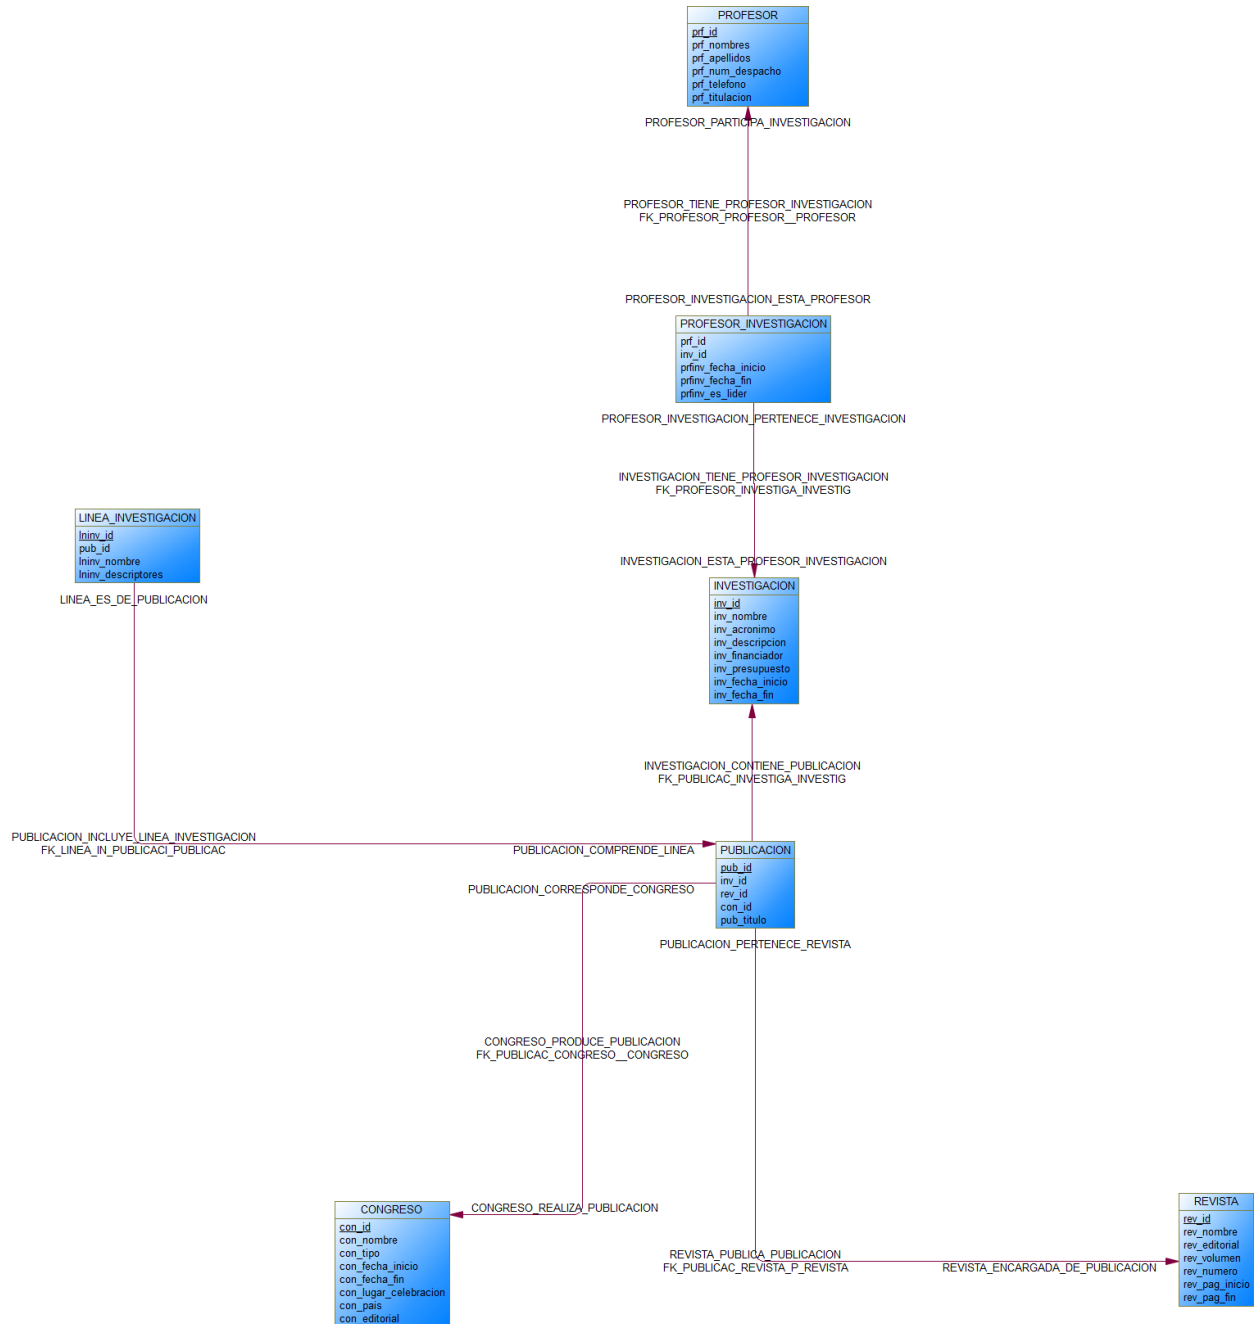 PROFESOR
prf_id
prf_nombres
prf_apellidos
prf_num_despacho
prf_telefono
prf_titulacion
PROFESOR_PARTICIPA_INVESTIGACION
PROFESOR_TIENE_PROFESOR_INVESTIGACION
FK_PROFESOR_PROFESOR__PROFESOR
PROFESOR_INVESTIGACION_ESTA_PROFESOR
PROFESOR_INVESTIGACION
prf_id
inv_id
prfinv_fecha_inicio
prfinv_fecha_fin
prfinv_es_lider
PROFESOR_INVESTIGACION_PERTENECE_INVESTIGACION
INVESTIGACION_TIENE_PROFESOR_INVESTIGACION
FK_PROFESOR_INVESTIGA_INVESTIG
LINEA_INVESTIGACION
lninv_id
pub_id
lninv_nombre
lninv_descriptores
LINEA_ES_DE_PUBLICACION
INVESTIGACION_ESTA_PROFESOR_INVESTIGACION
INVESTIGACION
inv_id
inv_nombre
inv_acronimo
inv_descripcion
inv_financiador
inv_presupuesto
inv_fecha_inicio
inv_fecha_fin
INVESTIGACION_CONTIENE_PUBLICACION
FK_PUBLICAC_INVESTIGA_INVESTIG
PUBLICACION_INCLUYE_LINEA_INVESTIGACION
FK_LINEA_IN_PUBLICACI_PUBLICAC
PUBLICACION_COMPRENDE_LINEA
PUBLICACION
pub_id
inv_id
rev_id
con_id
pub_titulo
PUBLICACION_CORRESPONDE_CONGRESO
PUBLICACION_PERTENECE_REVISTA
CONGRESO_PRODUCE_PUBLICACION
FK_PUBLICAC_CONGRESO__CONGRESO
CONGRESO_REALIZA_PUBLICACION
CONGRESO
con_id
con_nombre
con_tipo
con_fecha_inicio
con_fecha_fin
con_lugar_celebracion
con_pais
con_editorial
REVISTA_PUBLICA_PUBLICACION
FK_PUBLICAC_REVISTA_P_REVISTA
REVISTA_ENCARGADA_DE_PUBLICACION
REVISTA
rev_id
rev_nombre
rev_editorial
rev_volumen
rev_numero
rev_pag_inicio
rev_pag_fin